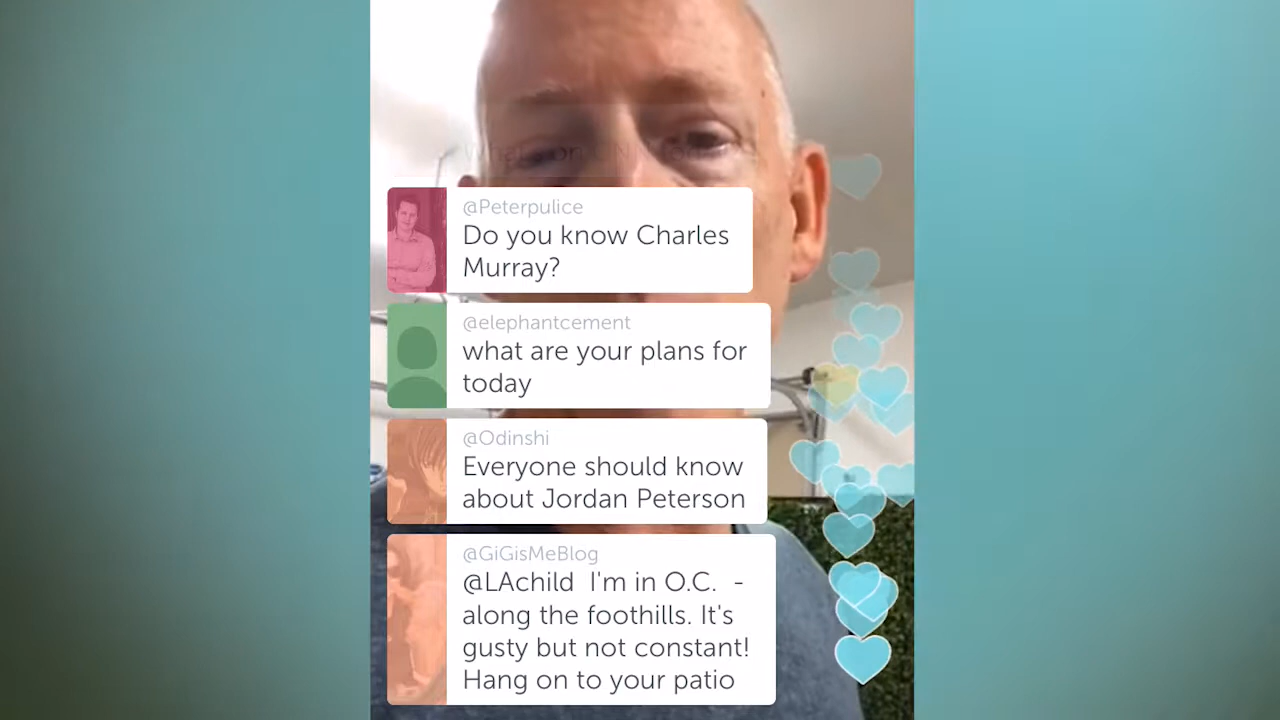 @Peterpulice
Do you know Charles
Murray?
@elephantcement
what are your plans for
today
@Odinshi
Everyone should know
about Jordan Peterson
@GiGisMeBlog
@LAchild I'm in O.C. -
along the foothills. It's
gusty but not constant!
Hang on to your patio